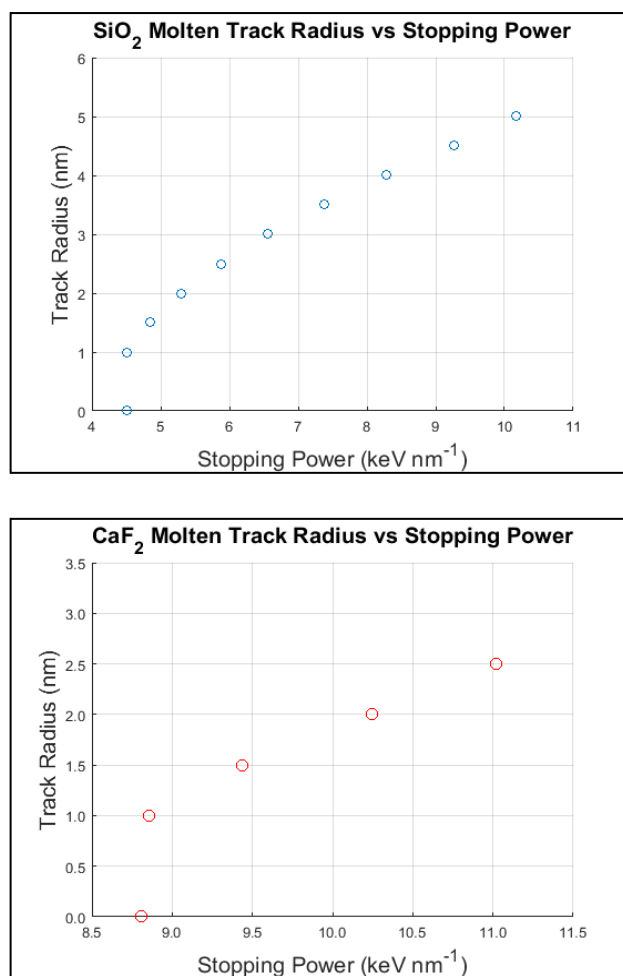 SiO2 Molten Track Radius vs Stopping Power
6
5
4
3
2
1
0
Track Radius (nm)
4 5 6 7 8 9 10 11
Stopping Power (keV nm-1)
CaF2 Molten Track Radius vs Stopping Power
3.5
3.0
2.5
2.0
1.5
1.0
0.5
0.0
Track Radius (nm)
8.5 9.0 9.5 10.0 10.5 11.0 11.5
Stopping Power (keV nm-1)